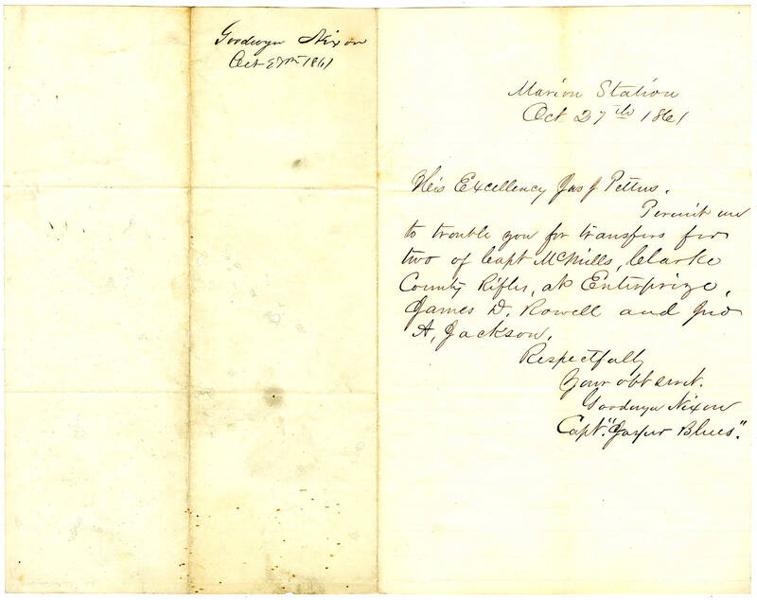 Goodwyn Nixon
Oct 27th 1861
Marion Station
Oct 27th 1861
His Excellency Jno J Pettus.
Permit me
to trouble you for transfers for
two of Capt McMills, Clarke
County Rifles, at Enterprize,
James D. Rowell and Jno
A, Jackson.
Respectfully
Your obt servt.
Goodwyn Nixon
Capt. "Jasper Blues".